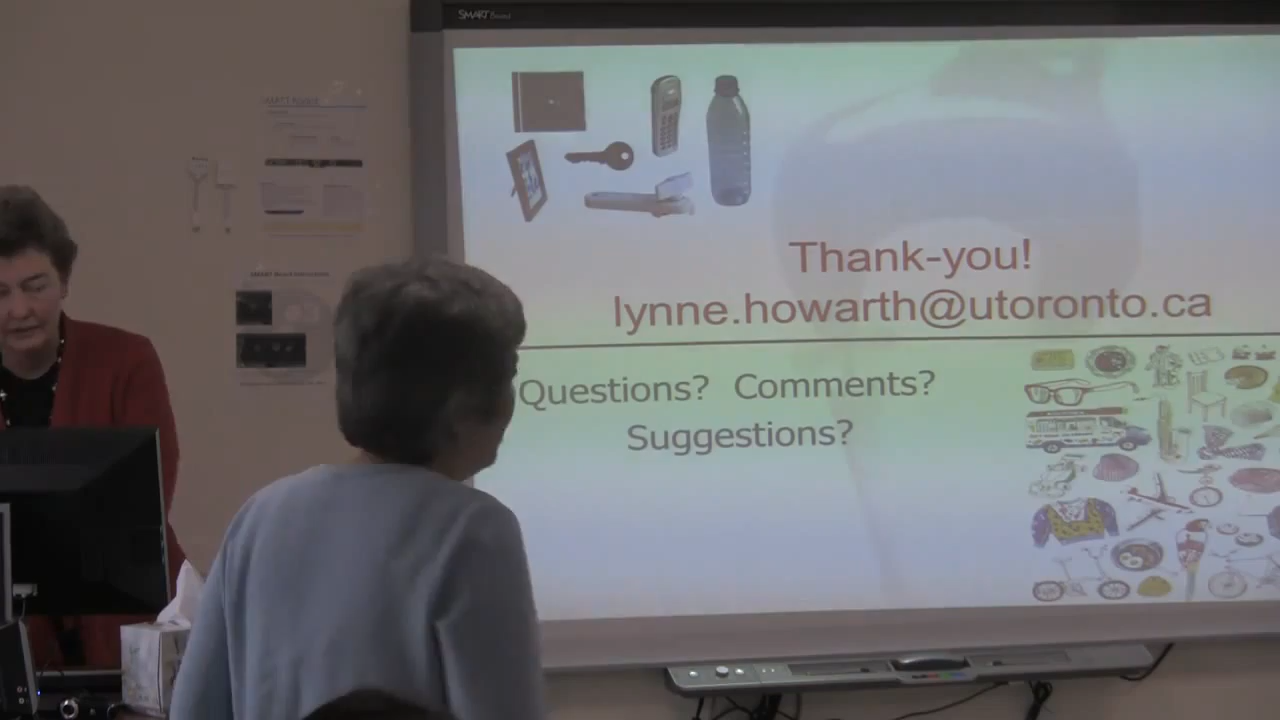 SMART Board
Thank-you!
lynne.howarth@utoronto.ca
Questions? Comments?
Suggestions?